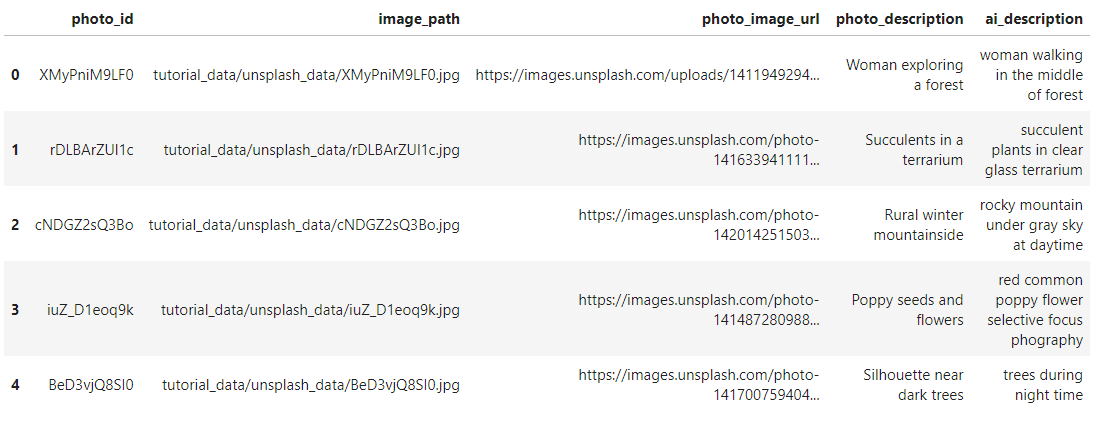 photo_id image_path photo_image_url photo_description ai_description
0 XMyPniM9LF0 tutorial_data/unsplash_data/XMyPniM9LF0.jpg https://images.unsplash.com/uploads/1411949294... Woman exploring a forest woman walking in the middle of forest
1 rDLBArZUl1c tutorial_data/unsplash_data/rDLBArZUl1c.jpg https://images.unsplash.com/photo-141633941111... Succulents in a terrarium succulent plants in clear glass terrarium
2 cNDGZ2sQ3Bo tutorial_data/unsplash_data/cNDGZ2sQ3Bo.jpg https://images.unsplash.com/photo-142014251503... Rural winter mountainside rocky mountain under gray sky at daytime
3 iuZ_D1eoq9k tutorial_data/unsplash_data/iuZ_D1eoq9k.jpg https://images.unsplash.com/photo-141487280988... Poppy seeds and flowers red common poppy flower selective focus phography
4 BeD3vjQ8SI0 tutorial_data/unsplash_data/BeD3vjQ8SI0.jpg https://images.unsplash.com/photo-141700759404... Silhouette near dark trees trees during night time